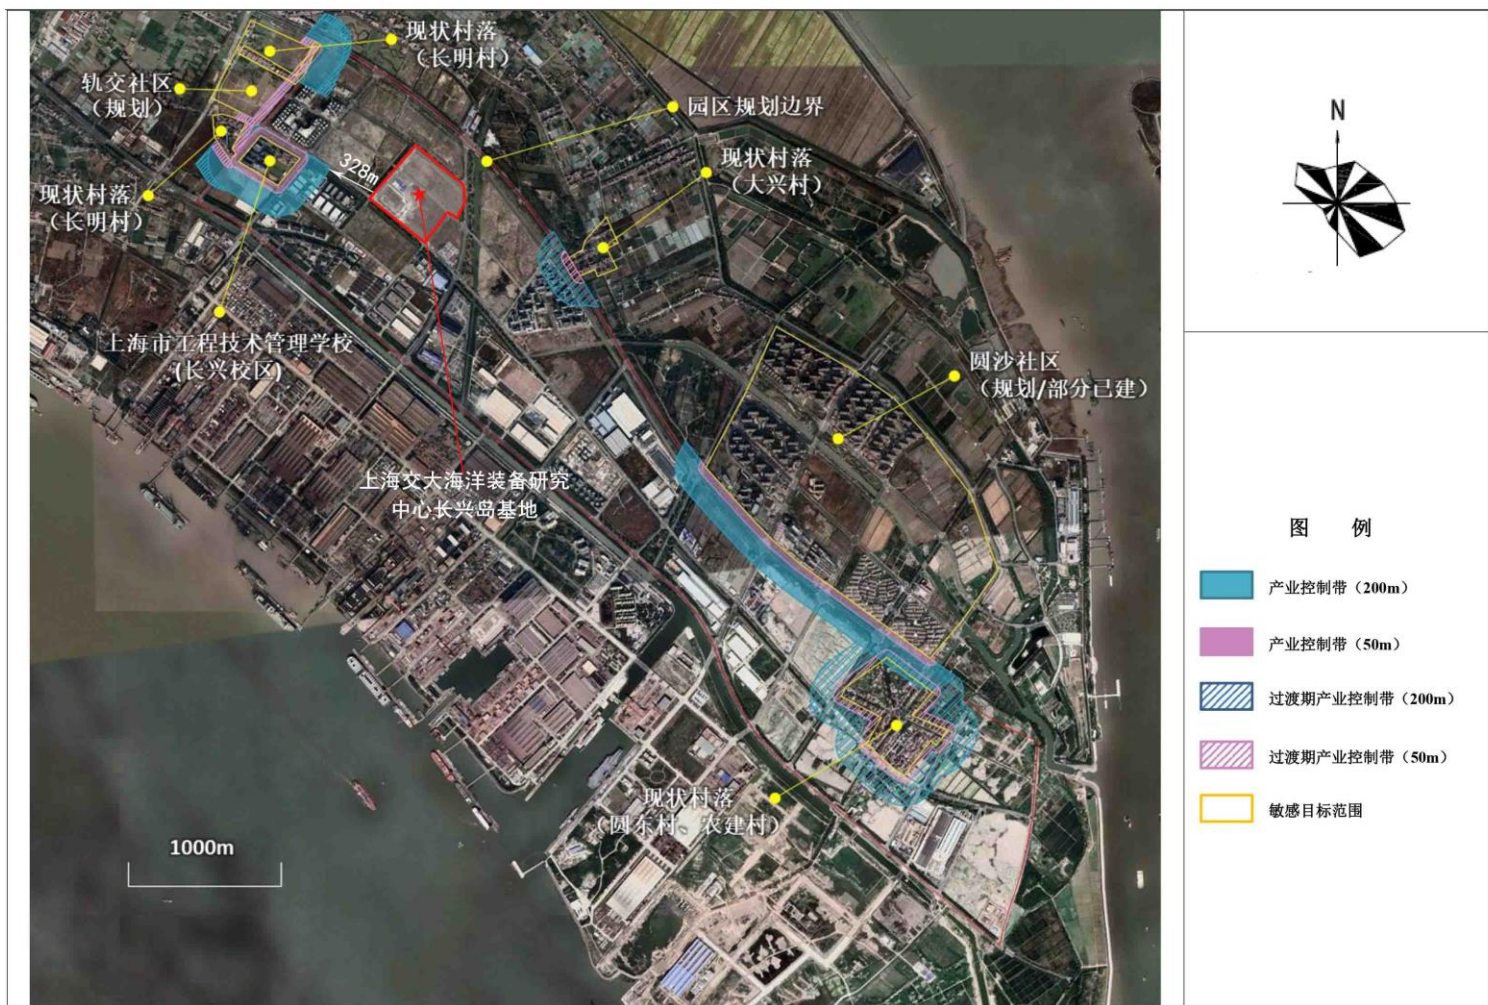 现状村落
（长明村）
轨交社区
（规划）
园区规划边界
现状村落
（大兴村）
328m
现状村落
（长明村）
上海市工程技术管理学校
(长兴校区)
圆沙社区
（规划/部分已建）
上海交大海洋装备研究
中心长兴岛基地
现状村落
（圆东村、农建村）
1000m
N
图 例
产业控制带（200m）
产业控制带（50m）
过渡期产业控制带（200m）
过渡期产业控制带（50m）
敏感目标范围